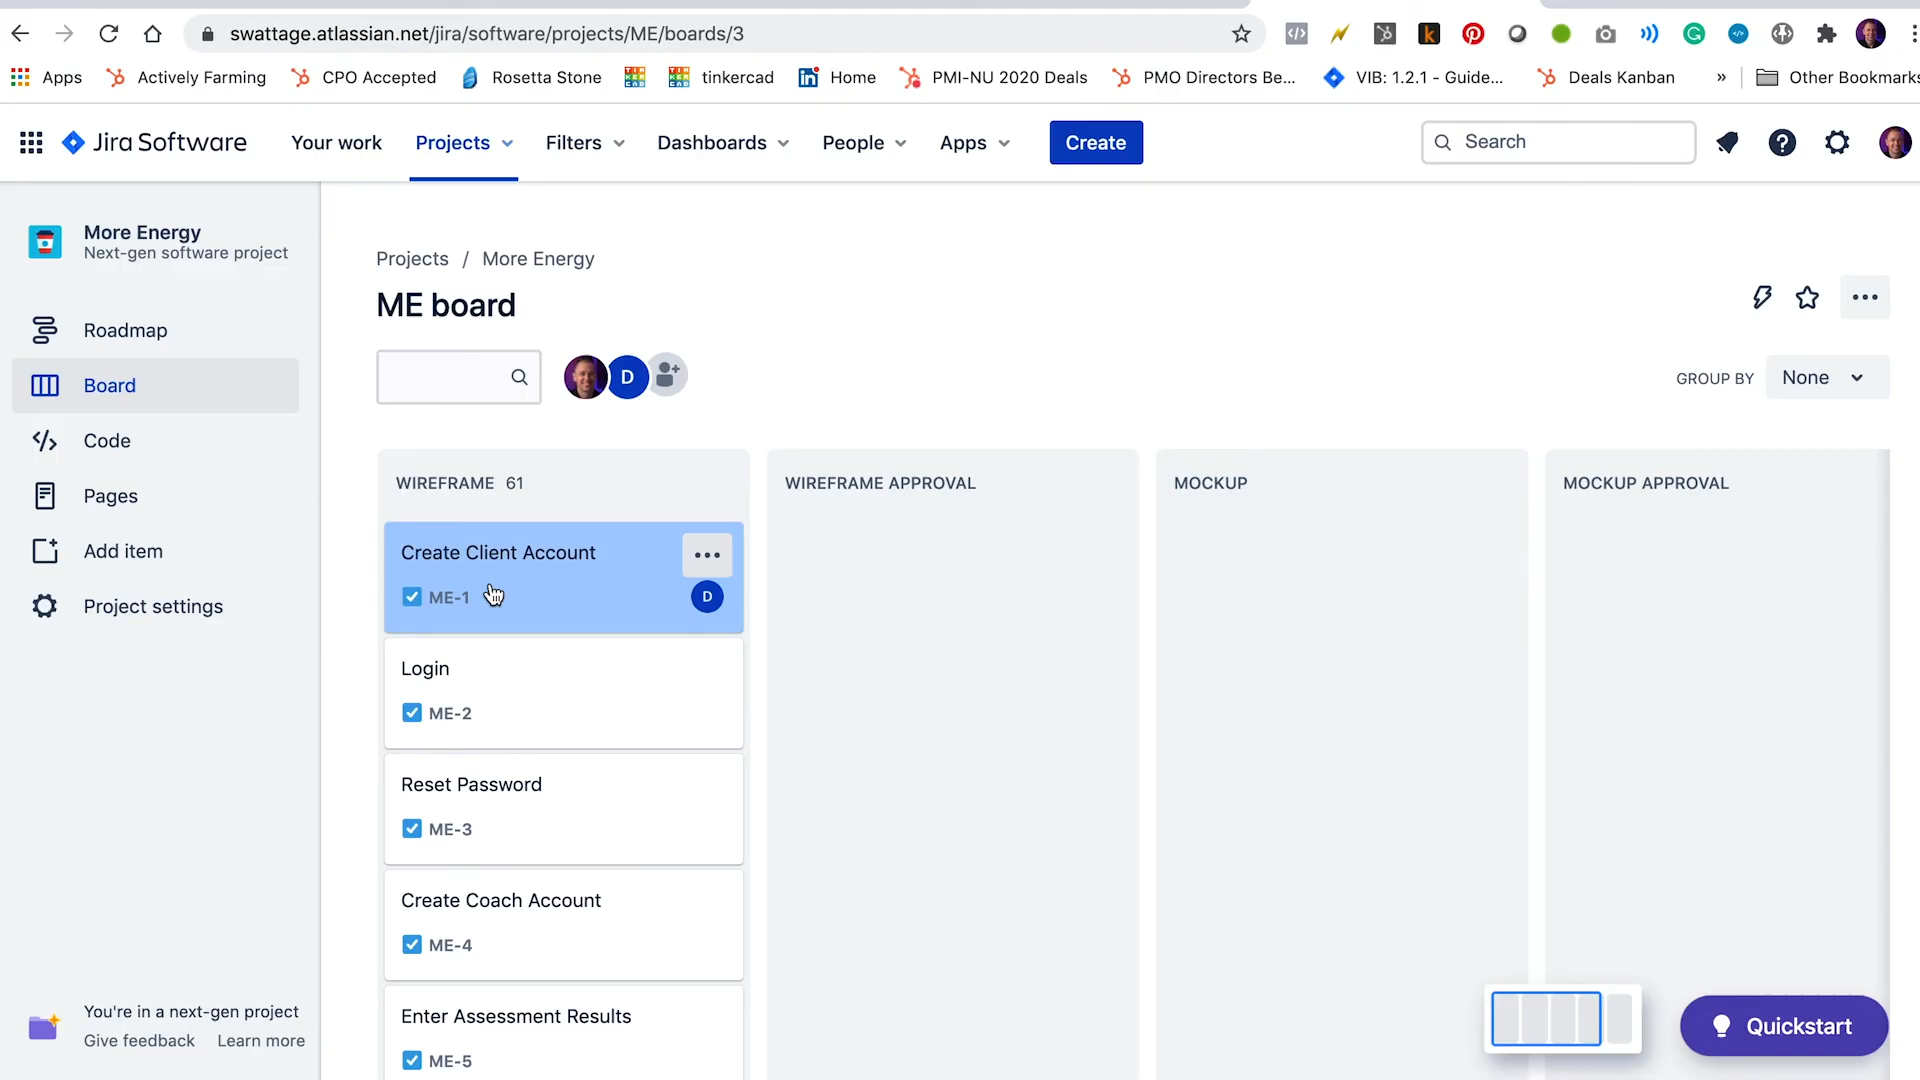 swattage.atlassian.net/jira/software/projects/ME/boards/3
Apps Actively Farming CPO Accepted Rosetta Stone tinkercad Home PMI-NU 2020 Deals PMO Directors Be... VIB: 1.2.1 - Guide... Deals Kanban » Other Bookmarks
Jira Software Your work Projects Filters Dashboards People Apps Create Search
More Energy
Next-gen software project
Roadmap
Board
Code
Pages
Add item
Project settings
You're in a next-gen project
Give feedback Learn more
Projects / More Energy
ME board
D
GROUP BY None
WIREFRAME 61
Create Client Account
ME-1
D
Login
ME-2
Reset Password
ME-3
Create Coach Account
ME-4
Enter Assessment Results
ME-5
WIREFRAME APPROVAL
MOCKUP
MOCKUP APPROVAL
Quickstart